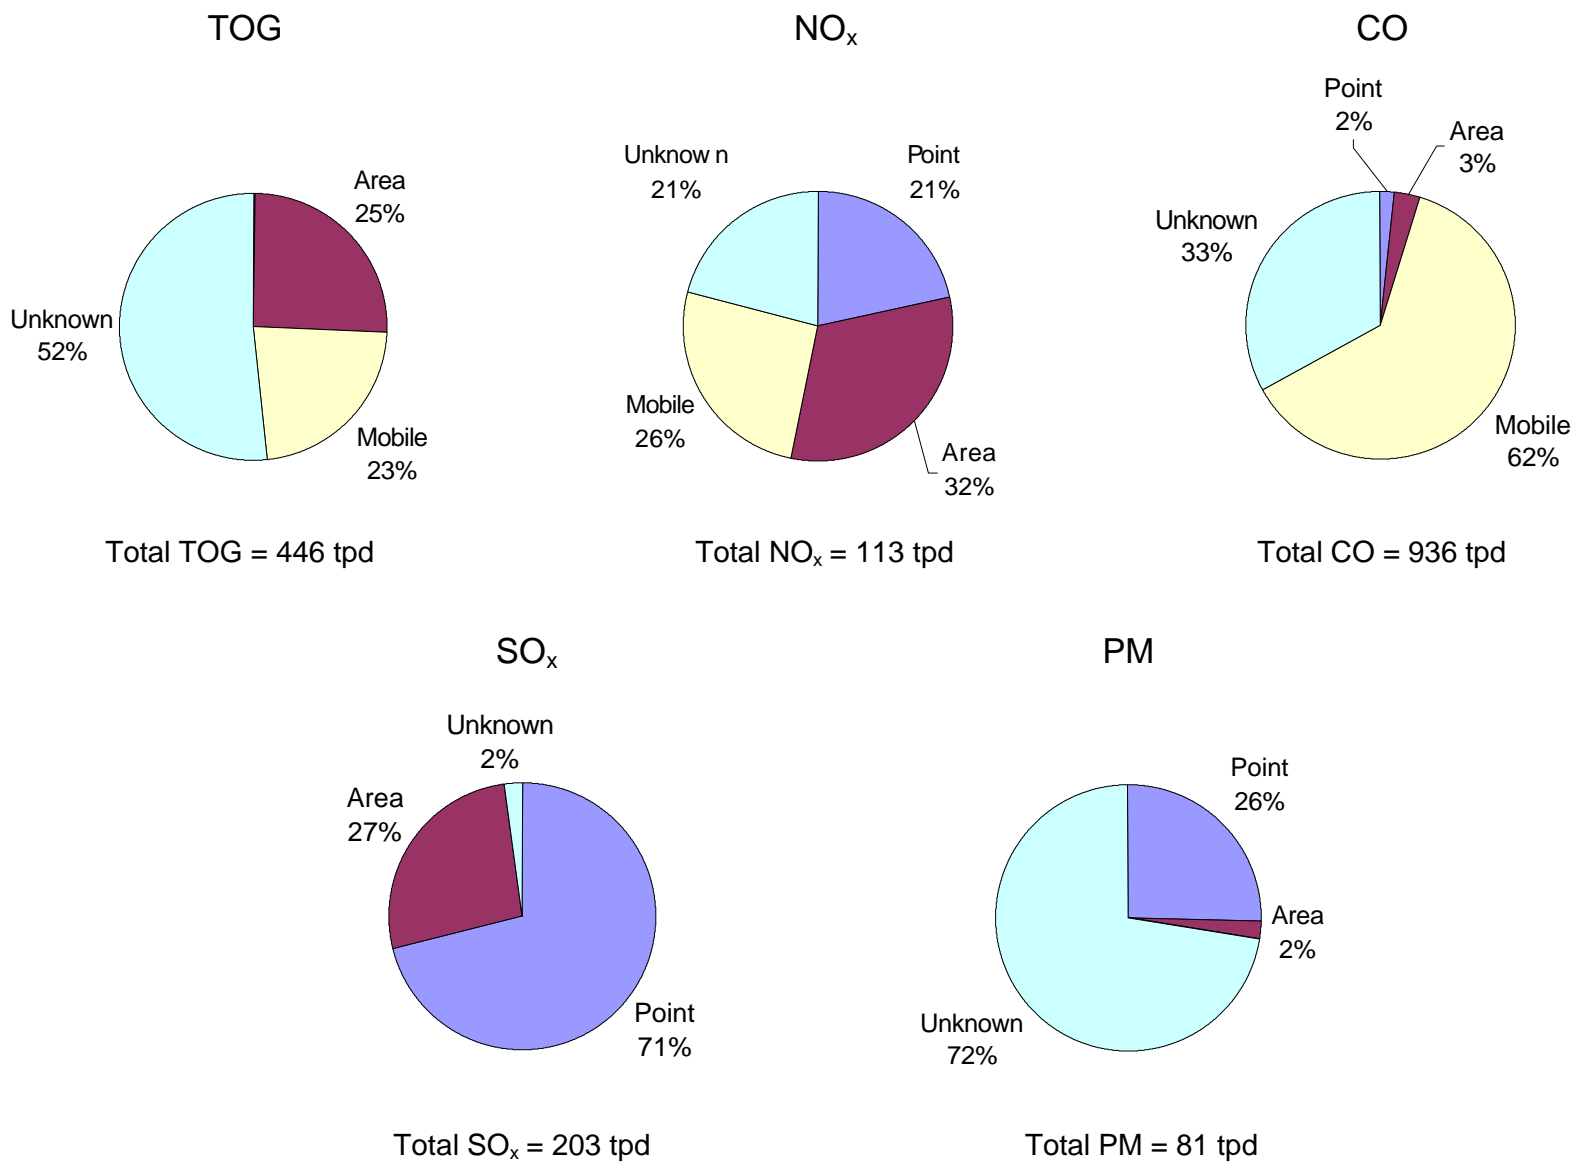 TOG
NOx
CO
Area
25%
Unknown
52%
Mobile
23%
Total TOG = 446 tpd
Unknow n
21%
Point
21%
Mobile
26%
Area
32%
Total NOx = 113 tpd
Point
2%
Area
3%
Unknown
33%
Mobile
62%
Total CO = 936 tpd
SOx
PM
Unknown
2%
Area
27%
Point
71%
Total SOx = 203 tpd
Point
26%
Area
2%
Unknown
72%
Total PM = 81 tpd